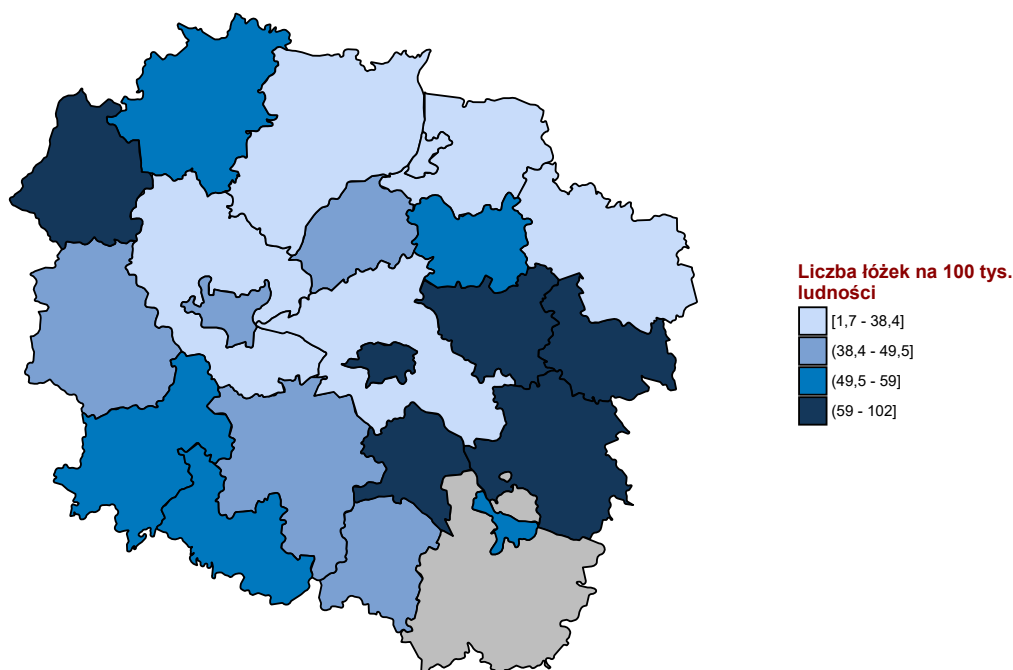 Liczba łóżek na 100 tys.
ludności
[1,7 - 38,4]
(38,4 - 49,5]
(49,5 - 59]
(59 - 102]